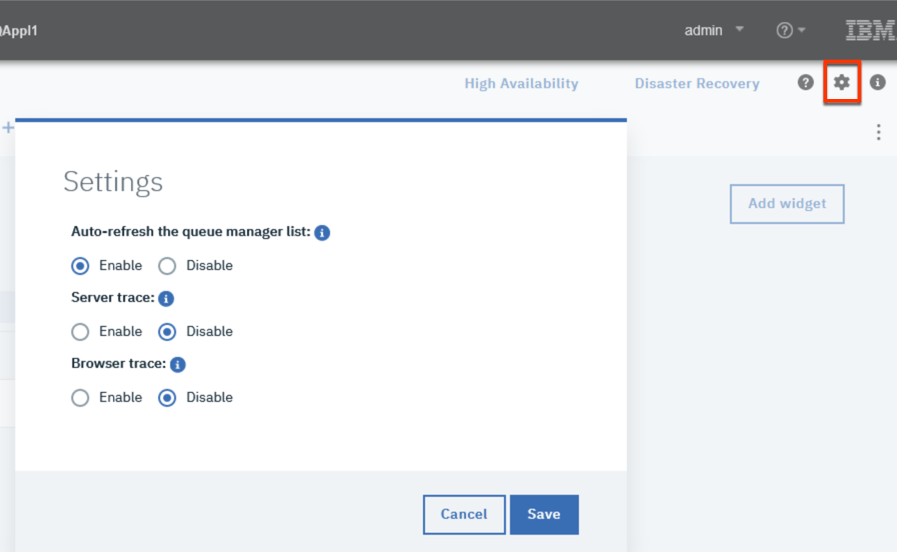 QAppl1
admin
IBM
High Availability
Disaster Recovery
Settings
Add widget
Auto-refresh the queue manager list:
Enable Disable
Server trace:
Enable Disable
Browser trace:
Enable Disable
Cancel Save